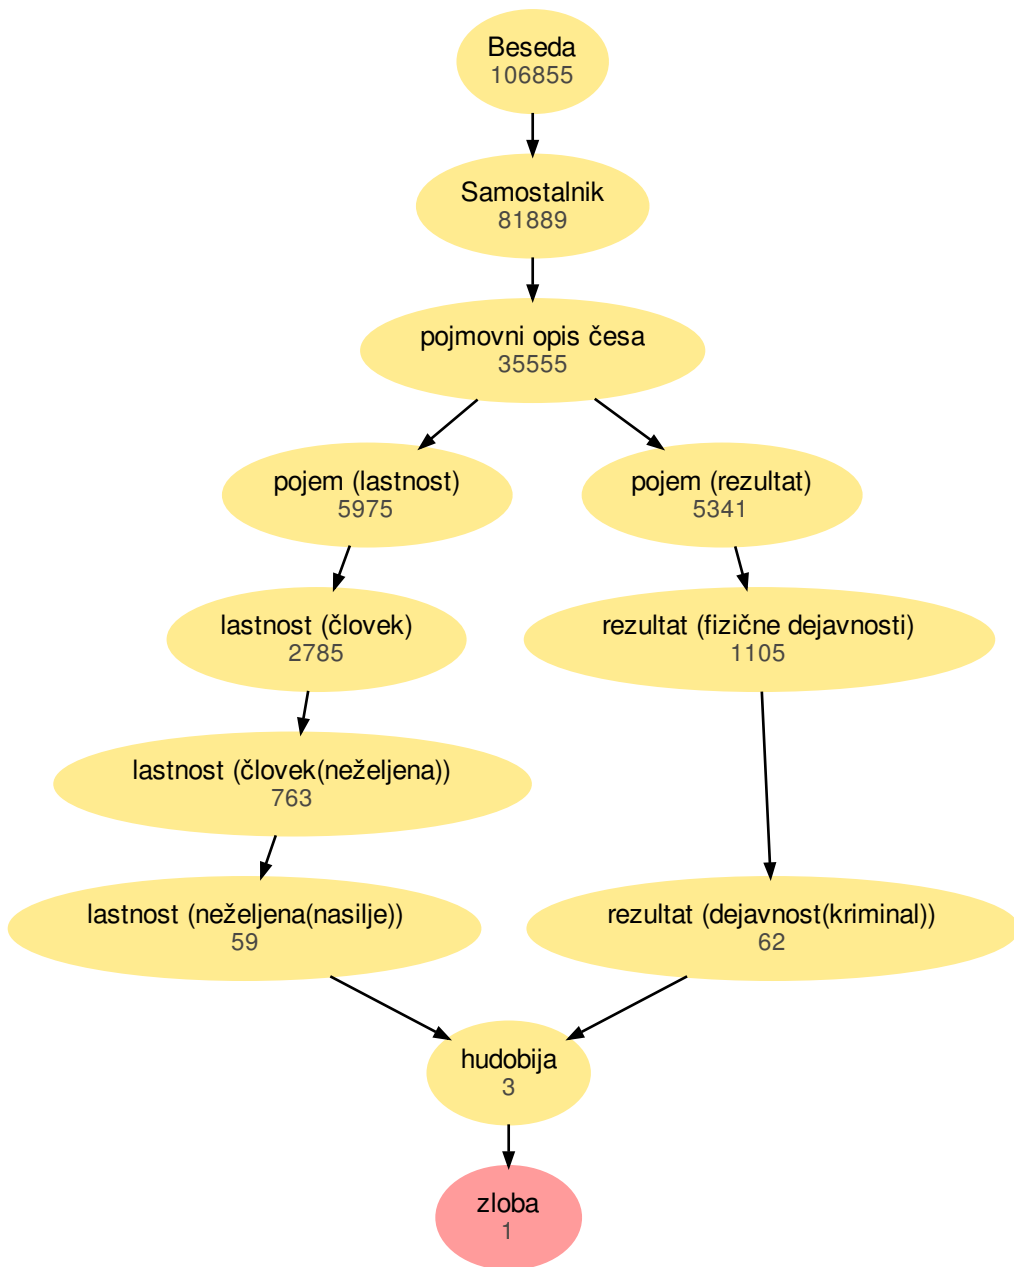 Beseda
106855
Samostalnik
81889
pojmovni opis česa
35555
pojem (lastnost)
5975
pojem (rezultat)
5341
lastnost (človek)
2785
rezultat (fizične dejavnosti)
1105
lastnost (človek(neželjena))
763
lastnost (neželjena(nasilje))
59
rezultat (dejavnost(kriminal))
62
hudobija
3
zloba
1